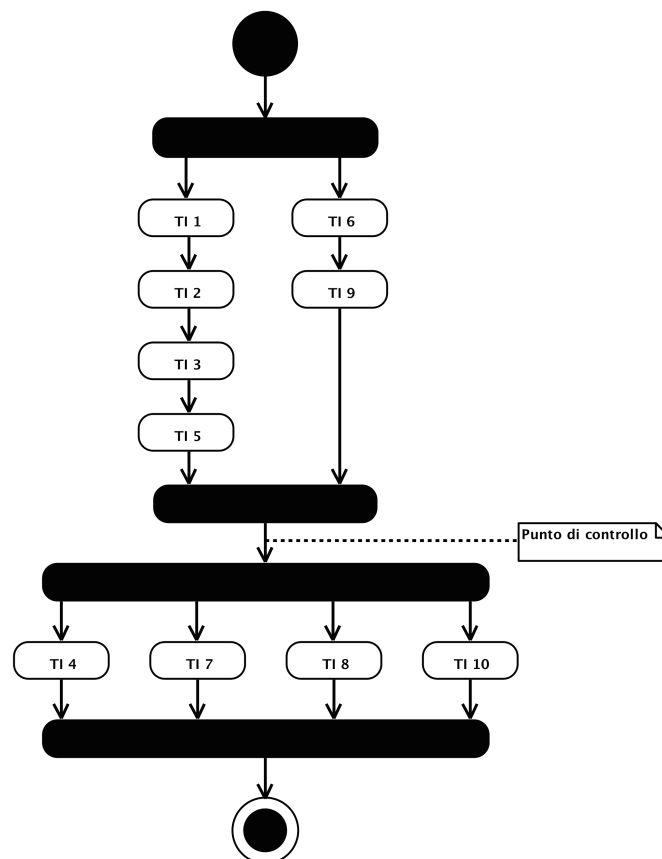 TI 1
TI 6
TI 2
TI 9
TI 3
TI 5
Punto di controllo
TI 4
TI 7
TI 8
TI 10